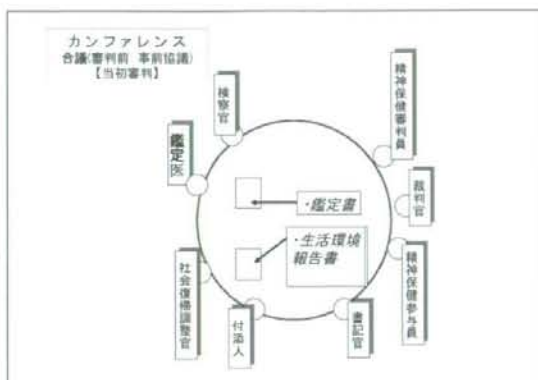 カンファレンス
合議(審判前 事前協議)
【当初審判】
検察官
精神保健審判員
鑑定医
裁判官
・鑑定書
・生活環境
報告書
精神保健参与員
社会復帰調整官
付添人
書記官